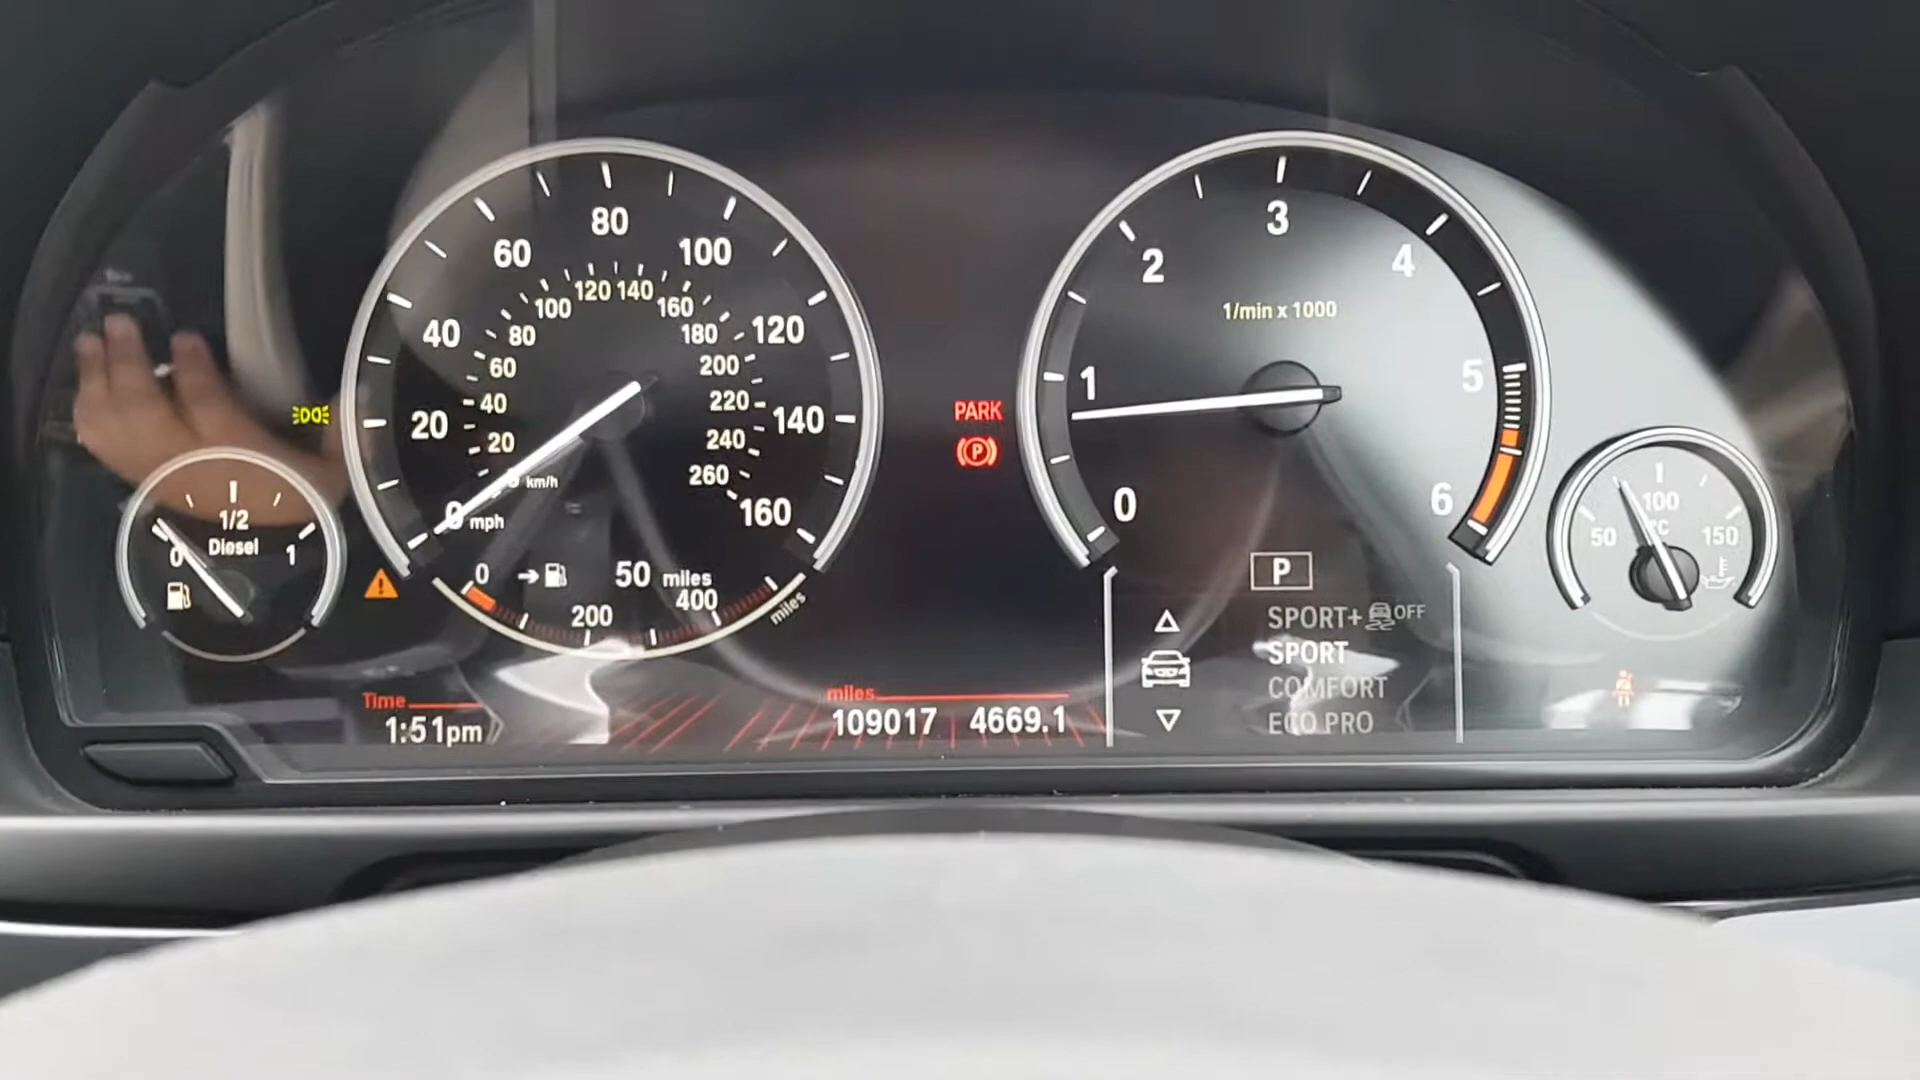 80
60
100
40
120
20
140
0 mph
160
120
140
100
160
80
180
60
200
40
220
20
240
260
km/h
1/2
0
Diesel
1
0
50 miles
200
400
miles
Time
1:51pm
miles
109017 4669.1
PARK
P
3
2
4
1/min x 1000
1
5
0
6
P
SPORT+ OFF
SPORT
COMFORT
ECO PRO
100
50
°C
150